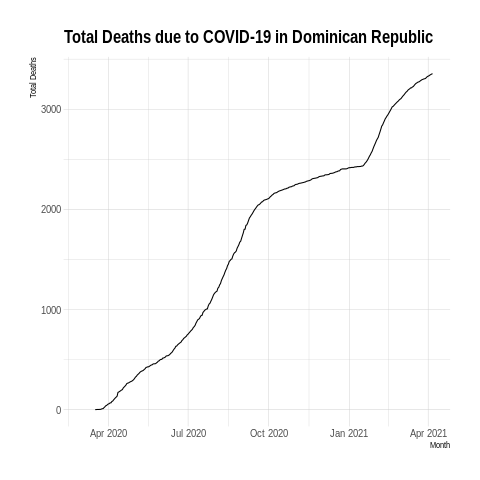 Total Deaths due to COVID-19 in Dominican Republic
Total Deaths
3000
2000
1000
0
Apr 2020 Jul 2020 Oct 2020 Jan 2021 Apr 2021
Month